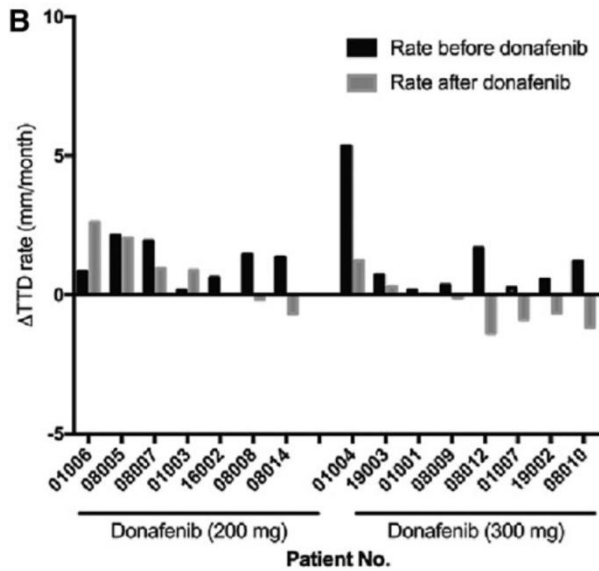 B
10
Rate before donafenib
Rate after donafenib
5
ΔTTD rate (mm/month)
0
-5
01006 08005 08007 01003 16002 08008 08014 01004 19003 01001 08009 08012 01007 19002 08010
Donafenib (200 mg) Donafenib (300 mg)
Patient No.